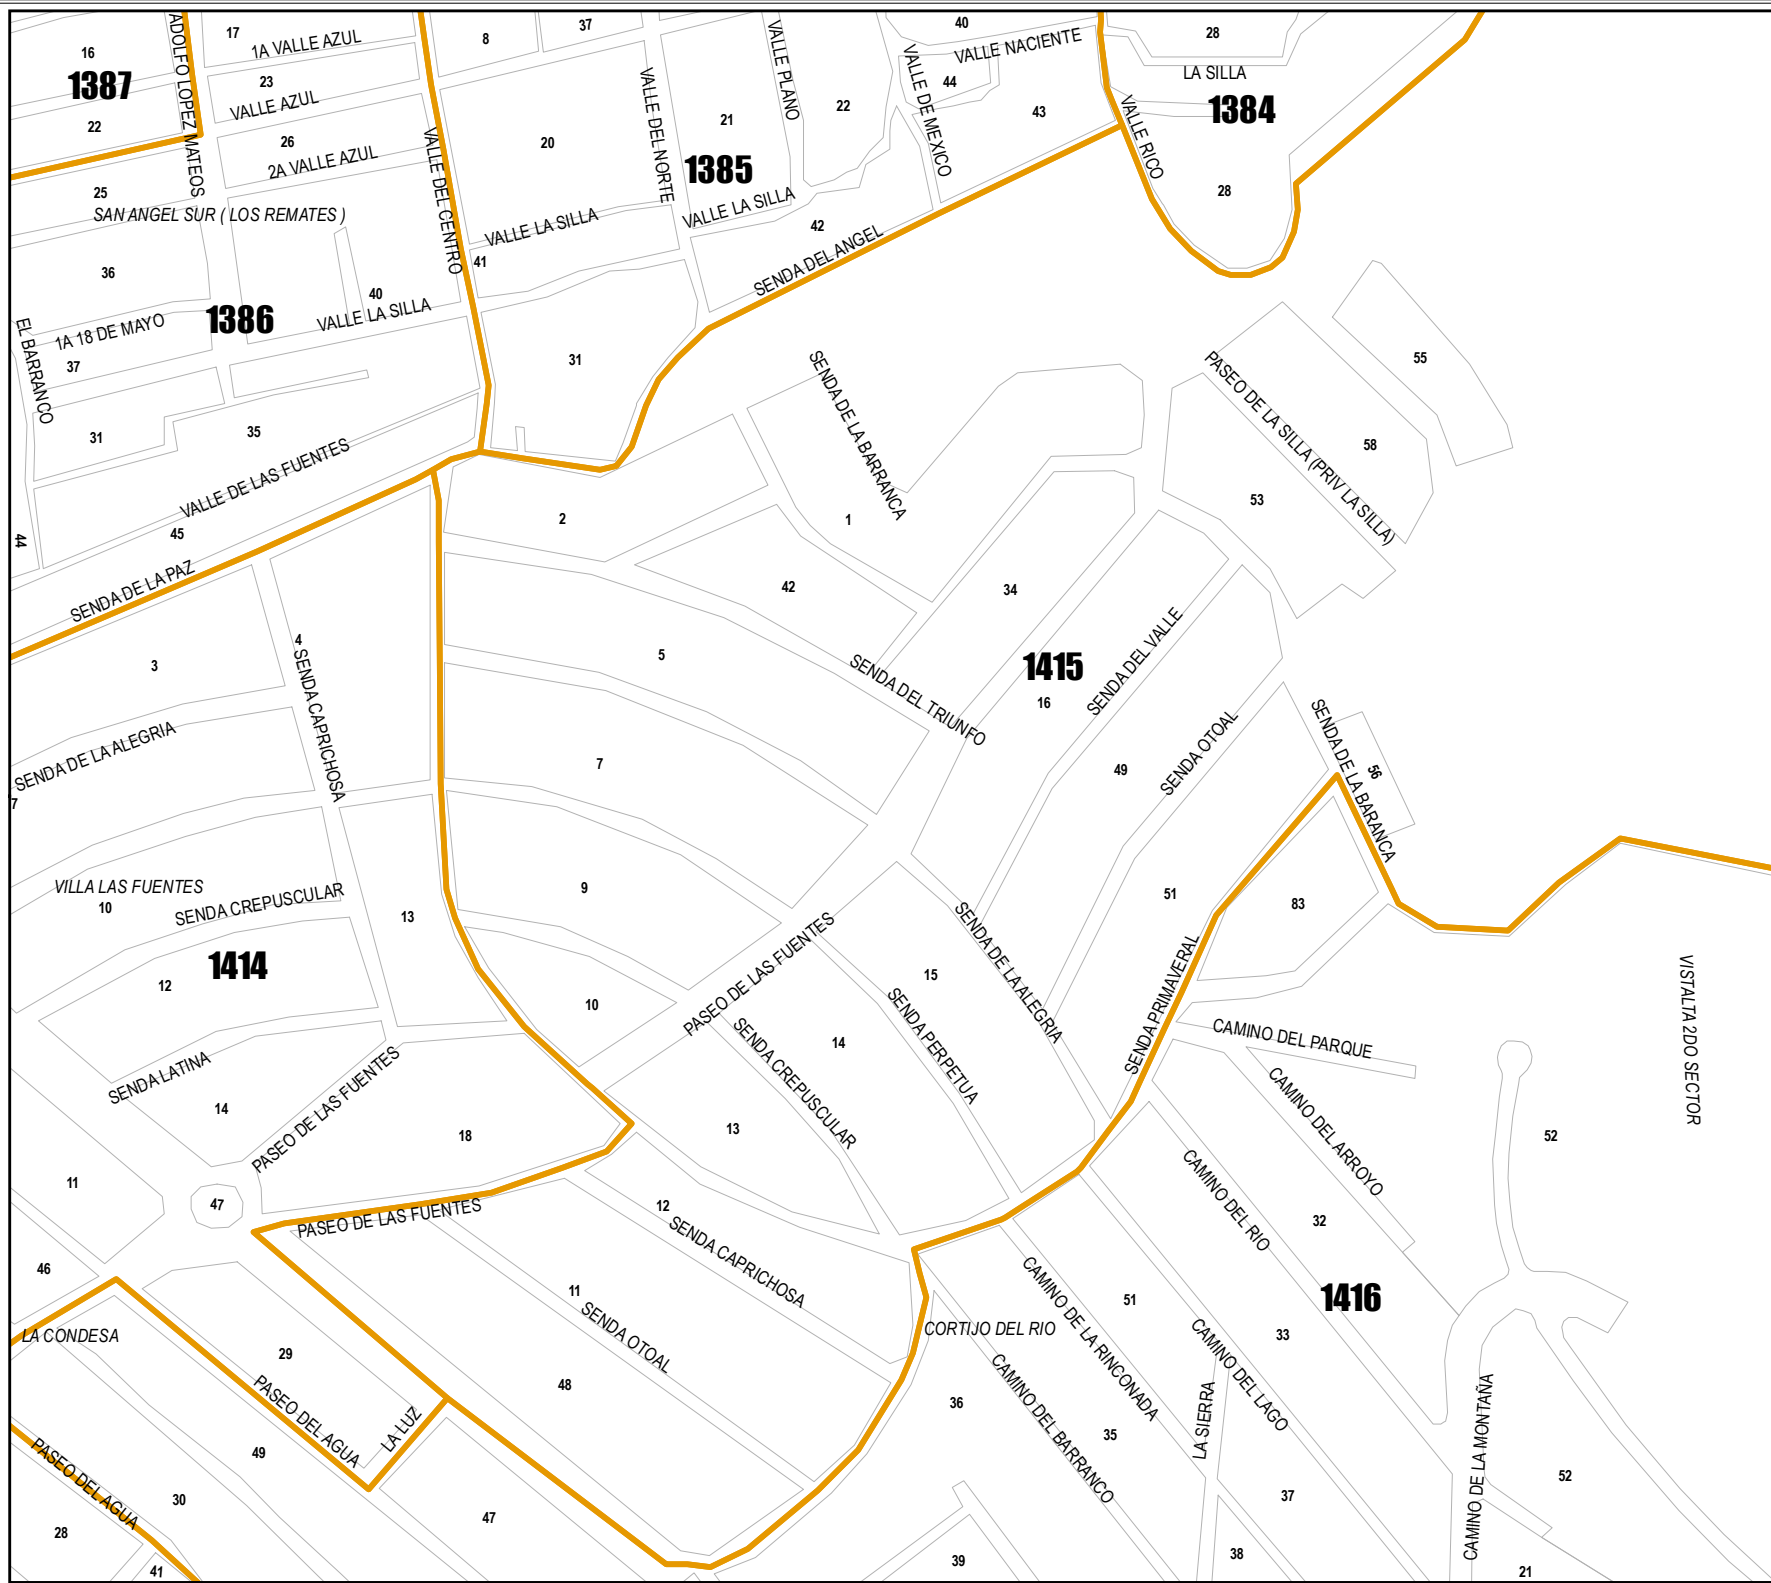 16
17
1A VALLE AZUL
8
37
40
28
ADOLFO LOPEZ MATEOS
1387
23
VALLE AZUL
22
26
2A VALLE AZUL
VALLE DEL CENTRO
20
VALLE DEL NORTE
21
VALLE PLANO
22
VALLE DE MEXICO
VALLE NACIENTE
44
43
VALLE RICO
LA SILLA
1384
28
1385
25
SAN ANGEL SUR ( LOS REMATES )
36
VALLE LA SILLA
VALLE LA SILLA
42
SENDA DEL ANGEL
41
40
1386
VALLE LA SILLA
1A 18 DE MAYO
EL BARRANCO
37
31
31
35
VALLE DE LAS FUENTES
45
44
SENDA DE LA PAZ
SENDA DE LA BARRANCA
PASEO DE LA SILLA (PRIV LA SILLA)
55
58
53
2
1
42
34
3
4
SENDA CAPRICHOSA
5
SENDA DEL TRIUNFO
1415
16
SENDA DEL VALLE
SENDA DE LA ALEGRIA
7
7
49
SENDA OTOAL
SENDA DE LA BARANCA
56
VILLA LAS FUENTES
10
SENDA CREPUSCULAR
13
9
51
83
1414
12
PASEO DE LAS FUENTES
15
SENDA DE LA ALEGRIA
SENDA PRIMAVERAL
VISTALTA 2DO SECTOR
10
14
SENDA PERPETUA
SENDA CREPUSCULAR
CAMINO DEL PARQUE
SENDA LATINA
14
PASEO DE LAS FUENTES
18
13
CAMINO DEL ARROYO
52
11
47
PASEO DE LAS FUENTES
12
SENDA CAPRICHOSA
CAMINO DEL RIO
32
46
11
SENDA OTOAL
CAMINO DE LA RINCONADA
51
1416
LA CONDESA
29
CORTIJO DEL RIO
33
CAMINO DEL LAGO
48
36
CAMINO DEL BARRANCO
PASEO DEL AGUA
LA LUZ
35
LA SIERRA
CAMINO DE LA MONTAÑA
49
PASEO DEL AGUA
30
47
37
52
28
41
39
38
21